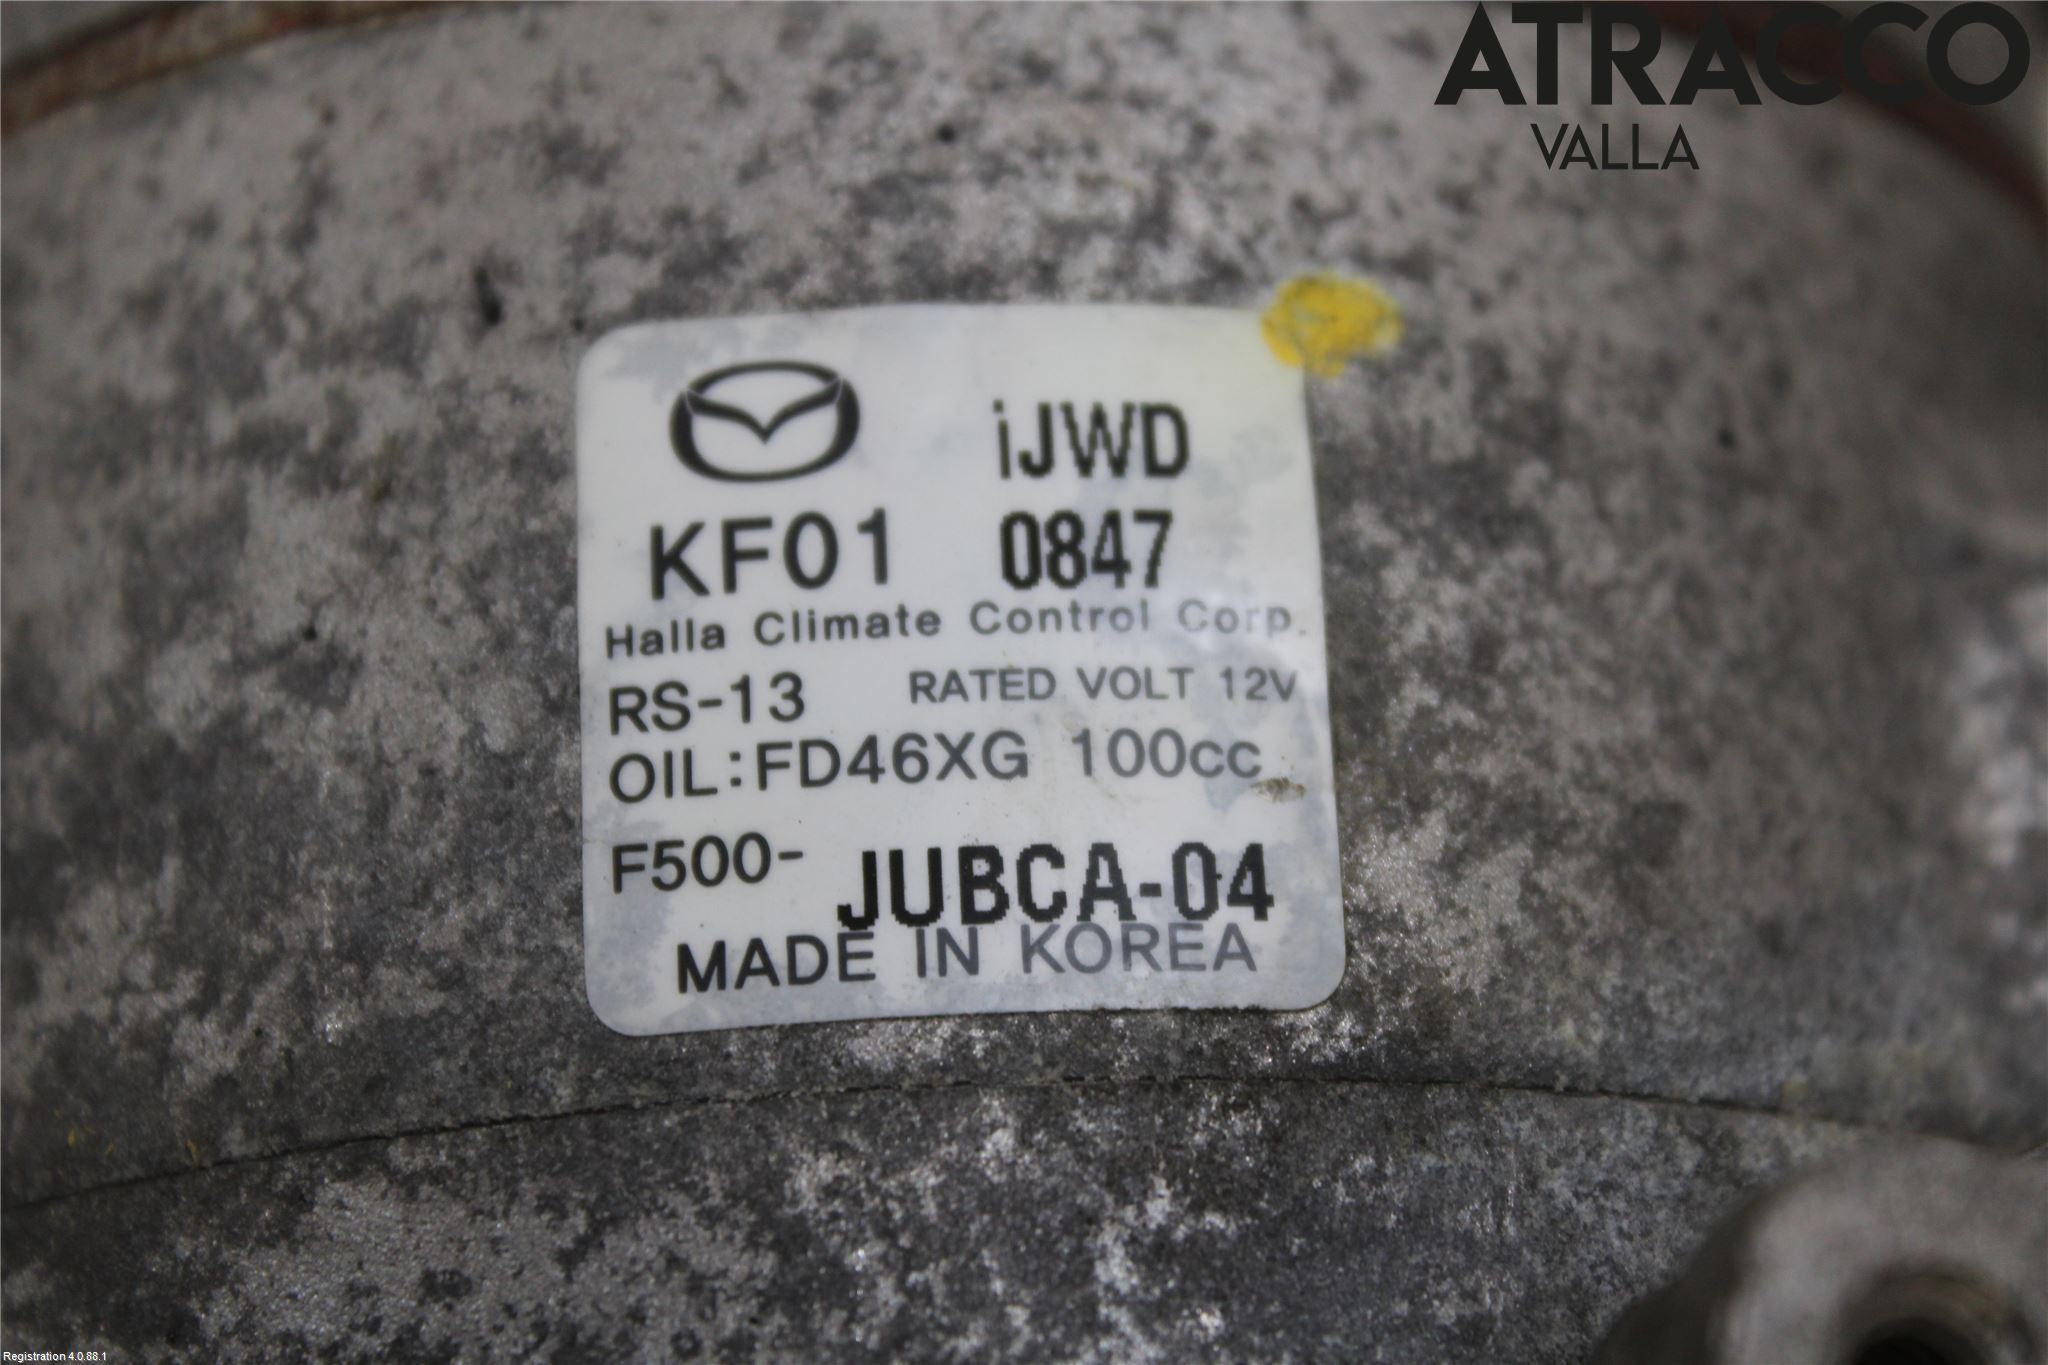 ATRACCO
VALLA
iJWD
KF01 0847
Halla Climate Control Corp.
RS-13 RATED VOLT 12V
OIL:FD46XG 100cc
F500- JUBCA-04
MADE IN KOREA
Registration 4.0.88.1